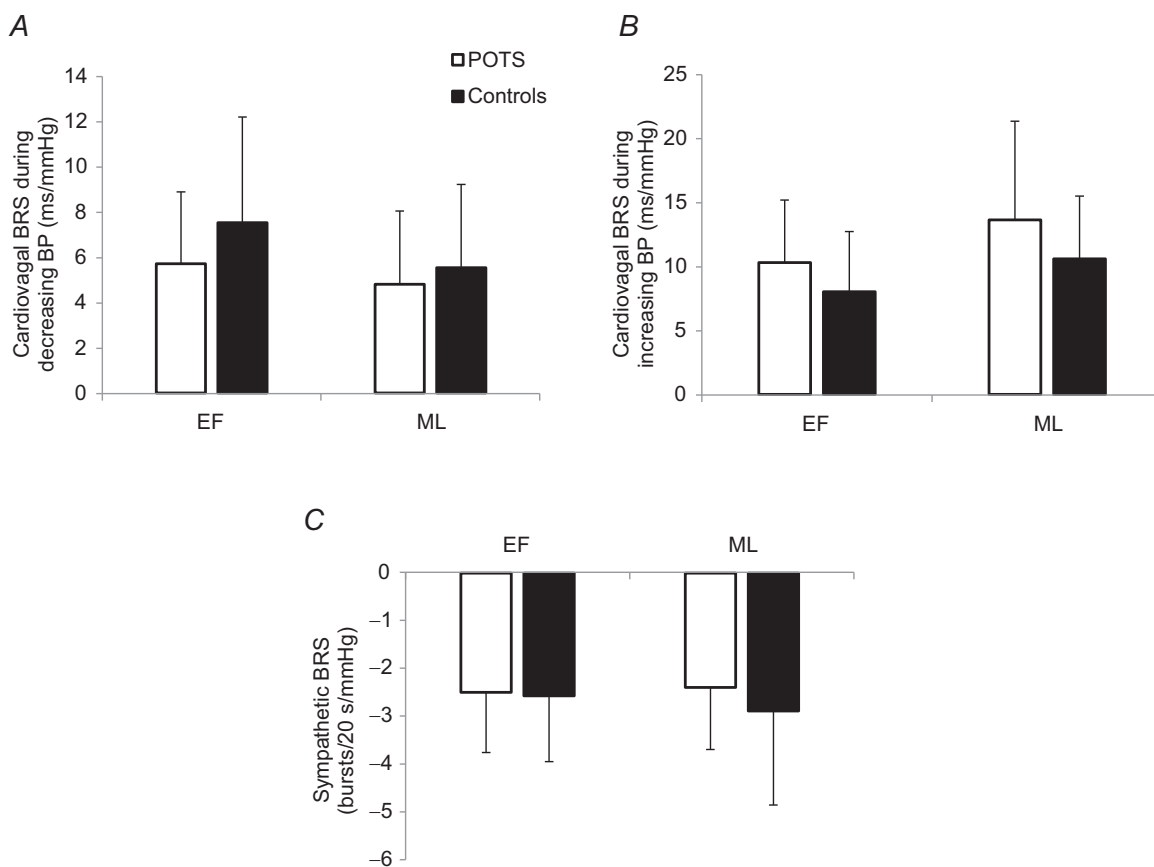 A
Cardiovagal BRS during
decreasing BP (ms/mmHg)
14
12
10
8
6
4
2
0
EF
ML
POTS
Controls
B
Cardiovagal BRS during
increasing BP (ms/mmHg)
25
20
15
10
5
0
EF
ML
C
EF
ML
Sympathetic BRS
(bursts/20 s/mmHg)
0
–1
–2
–3
–4
–5
–6